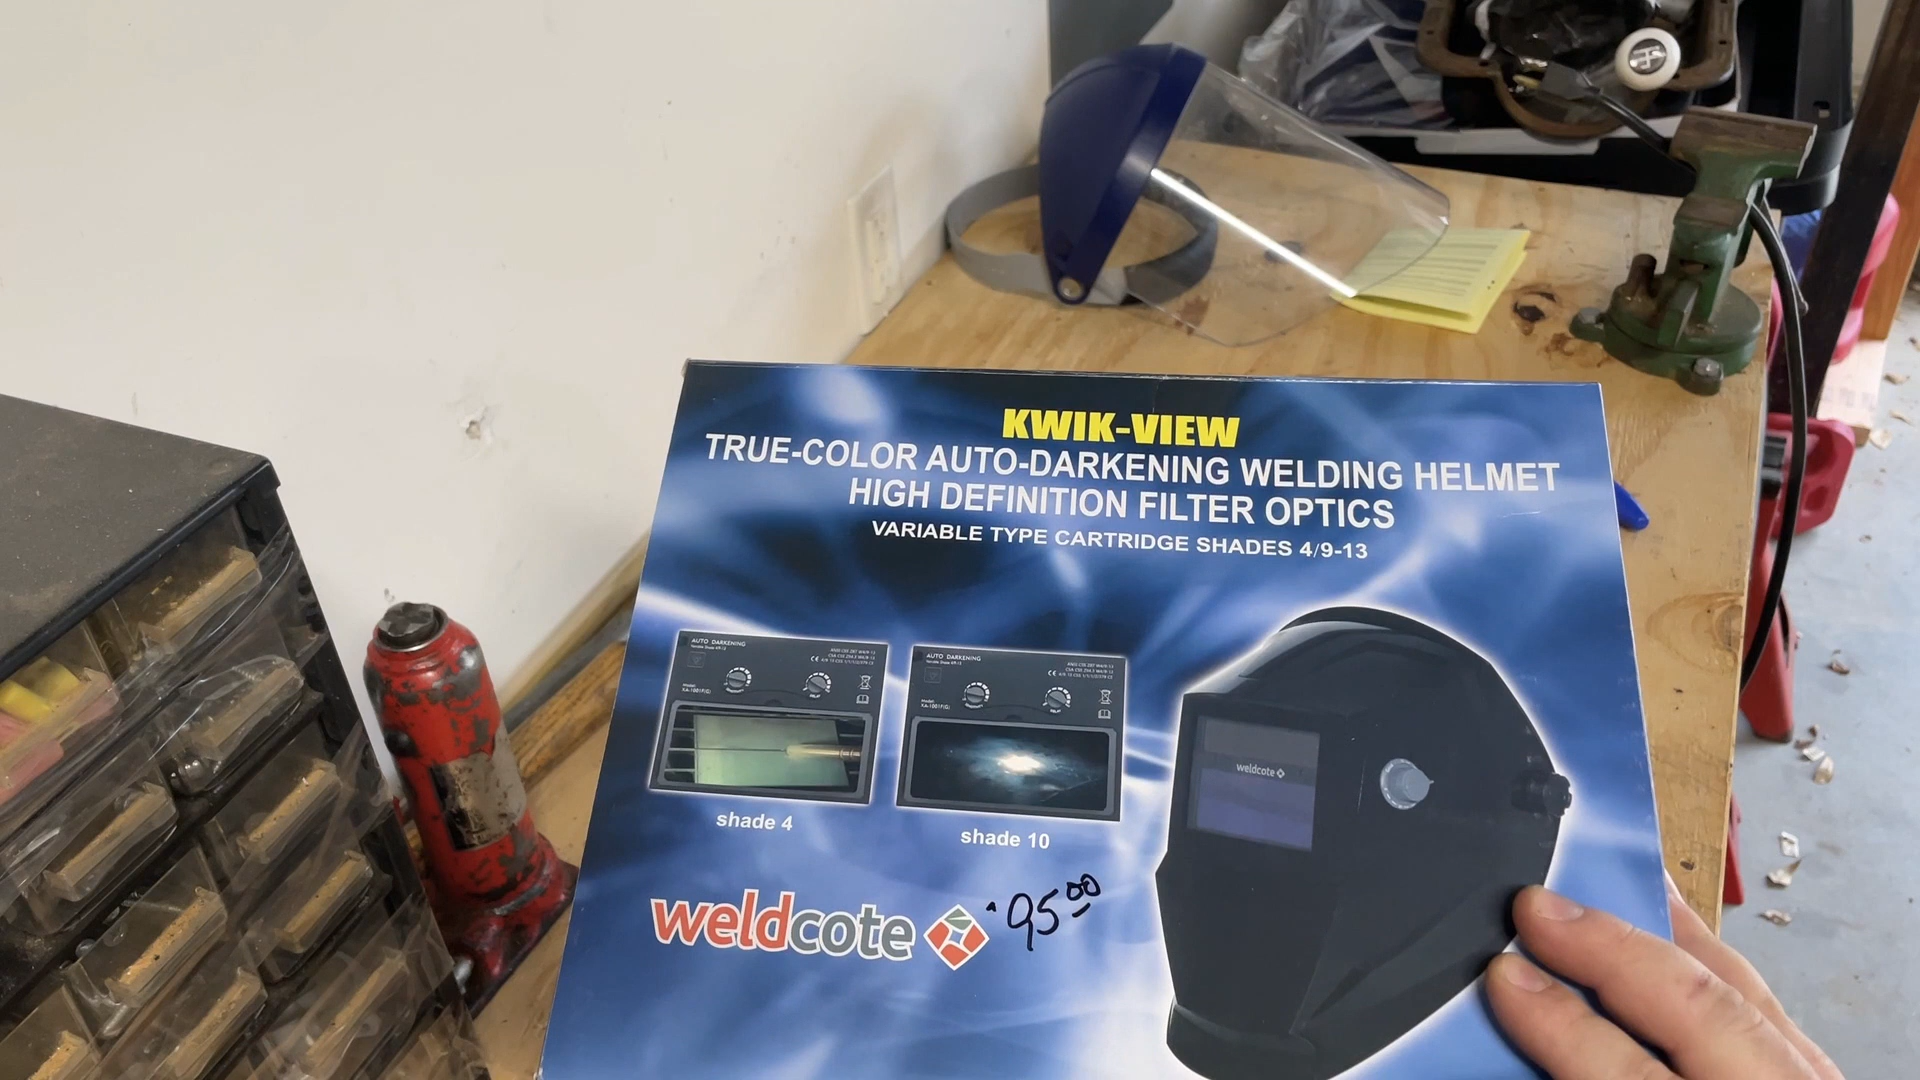 KWIK-VIEW
TRUE-COLOR AUTO-DARKENING WELDING HELMET
HIGH DEFINITION FILTER OPTICS
VARIABLE TYPE CARTRIDGE SHADES 4/9-13
AUTO DARKENING
AUTO DARKENING
shade 4
shade 10
weldcote
weldcote
95.00